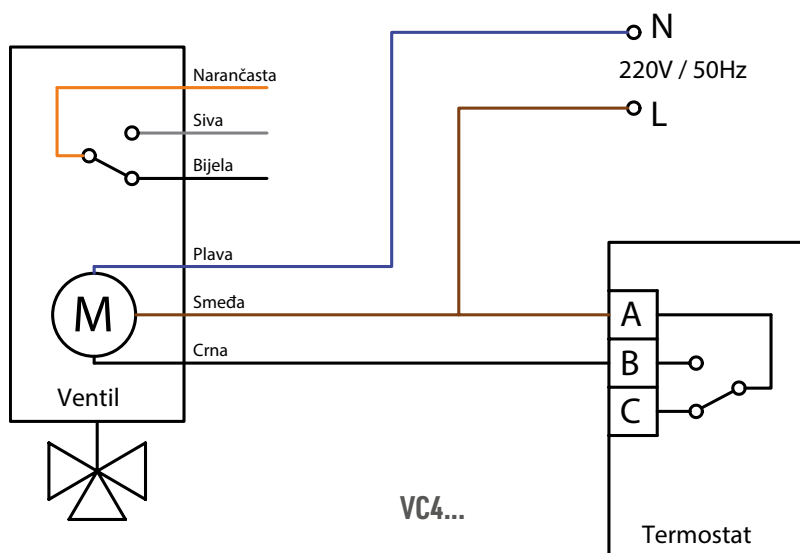 N
220V / 50Hz
L
Narančasta
Siva
Bijela
Plava
Smeđa
Crna
M
Ventil
A
B
C
VC4...
Termostat